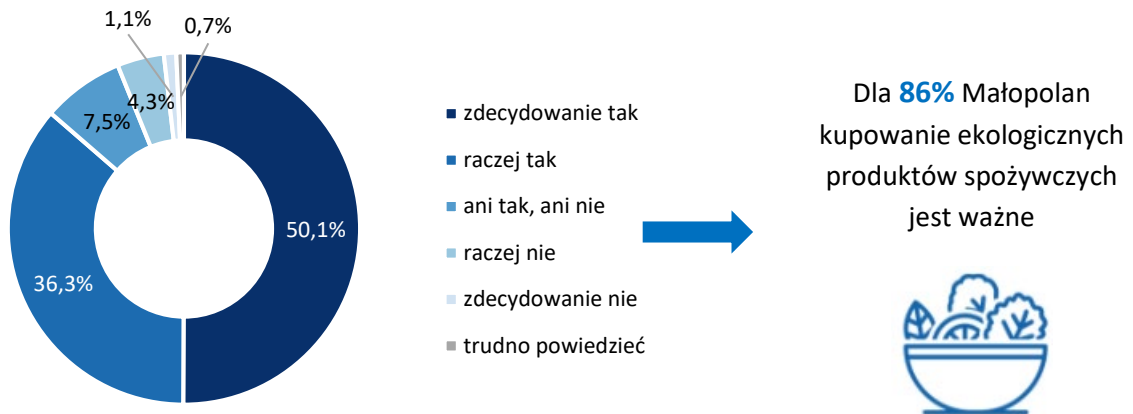 1,1%
0,7%
4,3%
7,5%
36,3%
50,1%
zdecydowanie tak
raczej tak
ani tak, ani nie
raczej nie
zdecydowanie nie
trudno powiedzieć
Dla 86% Małopolan
kupowanie ekologicznych
produktów spożywczych
jest ważne